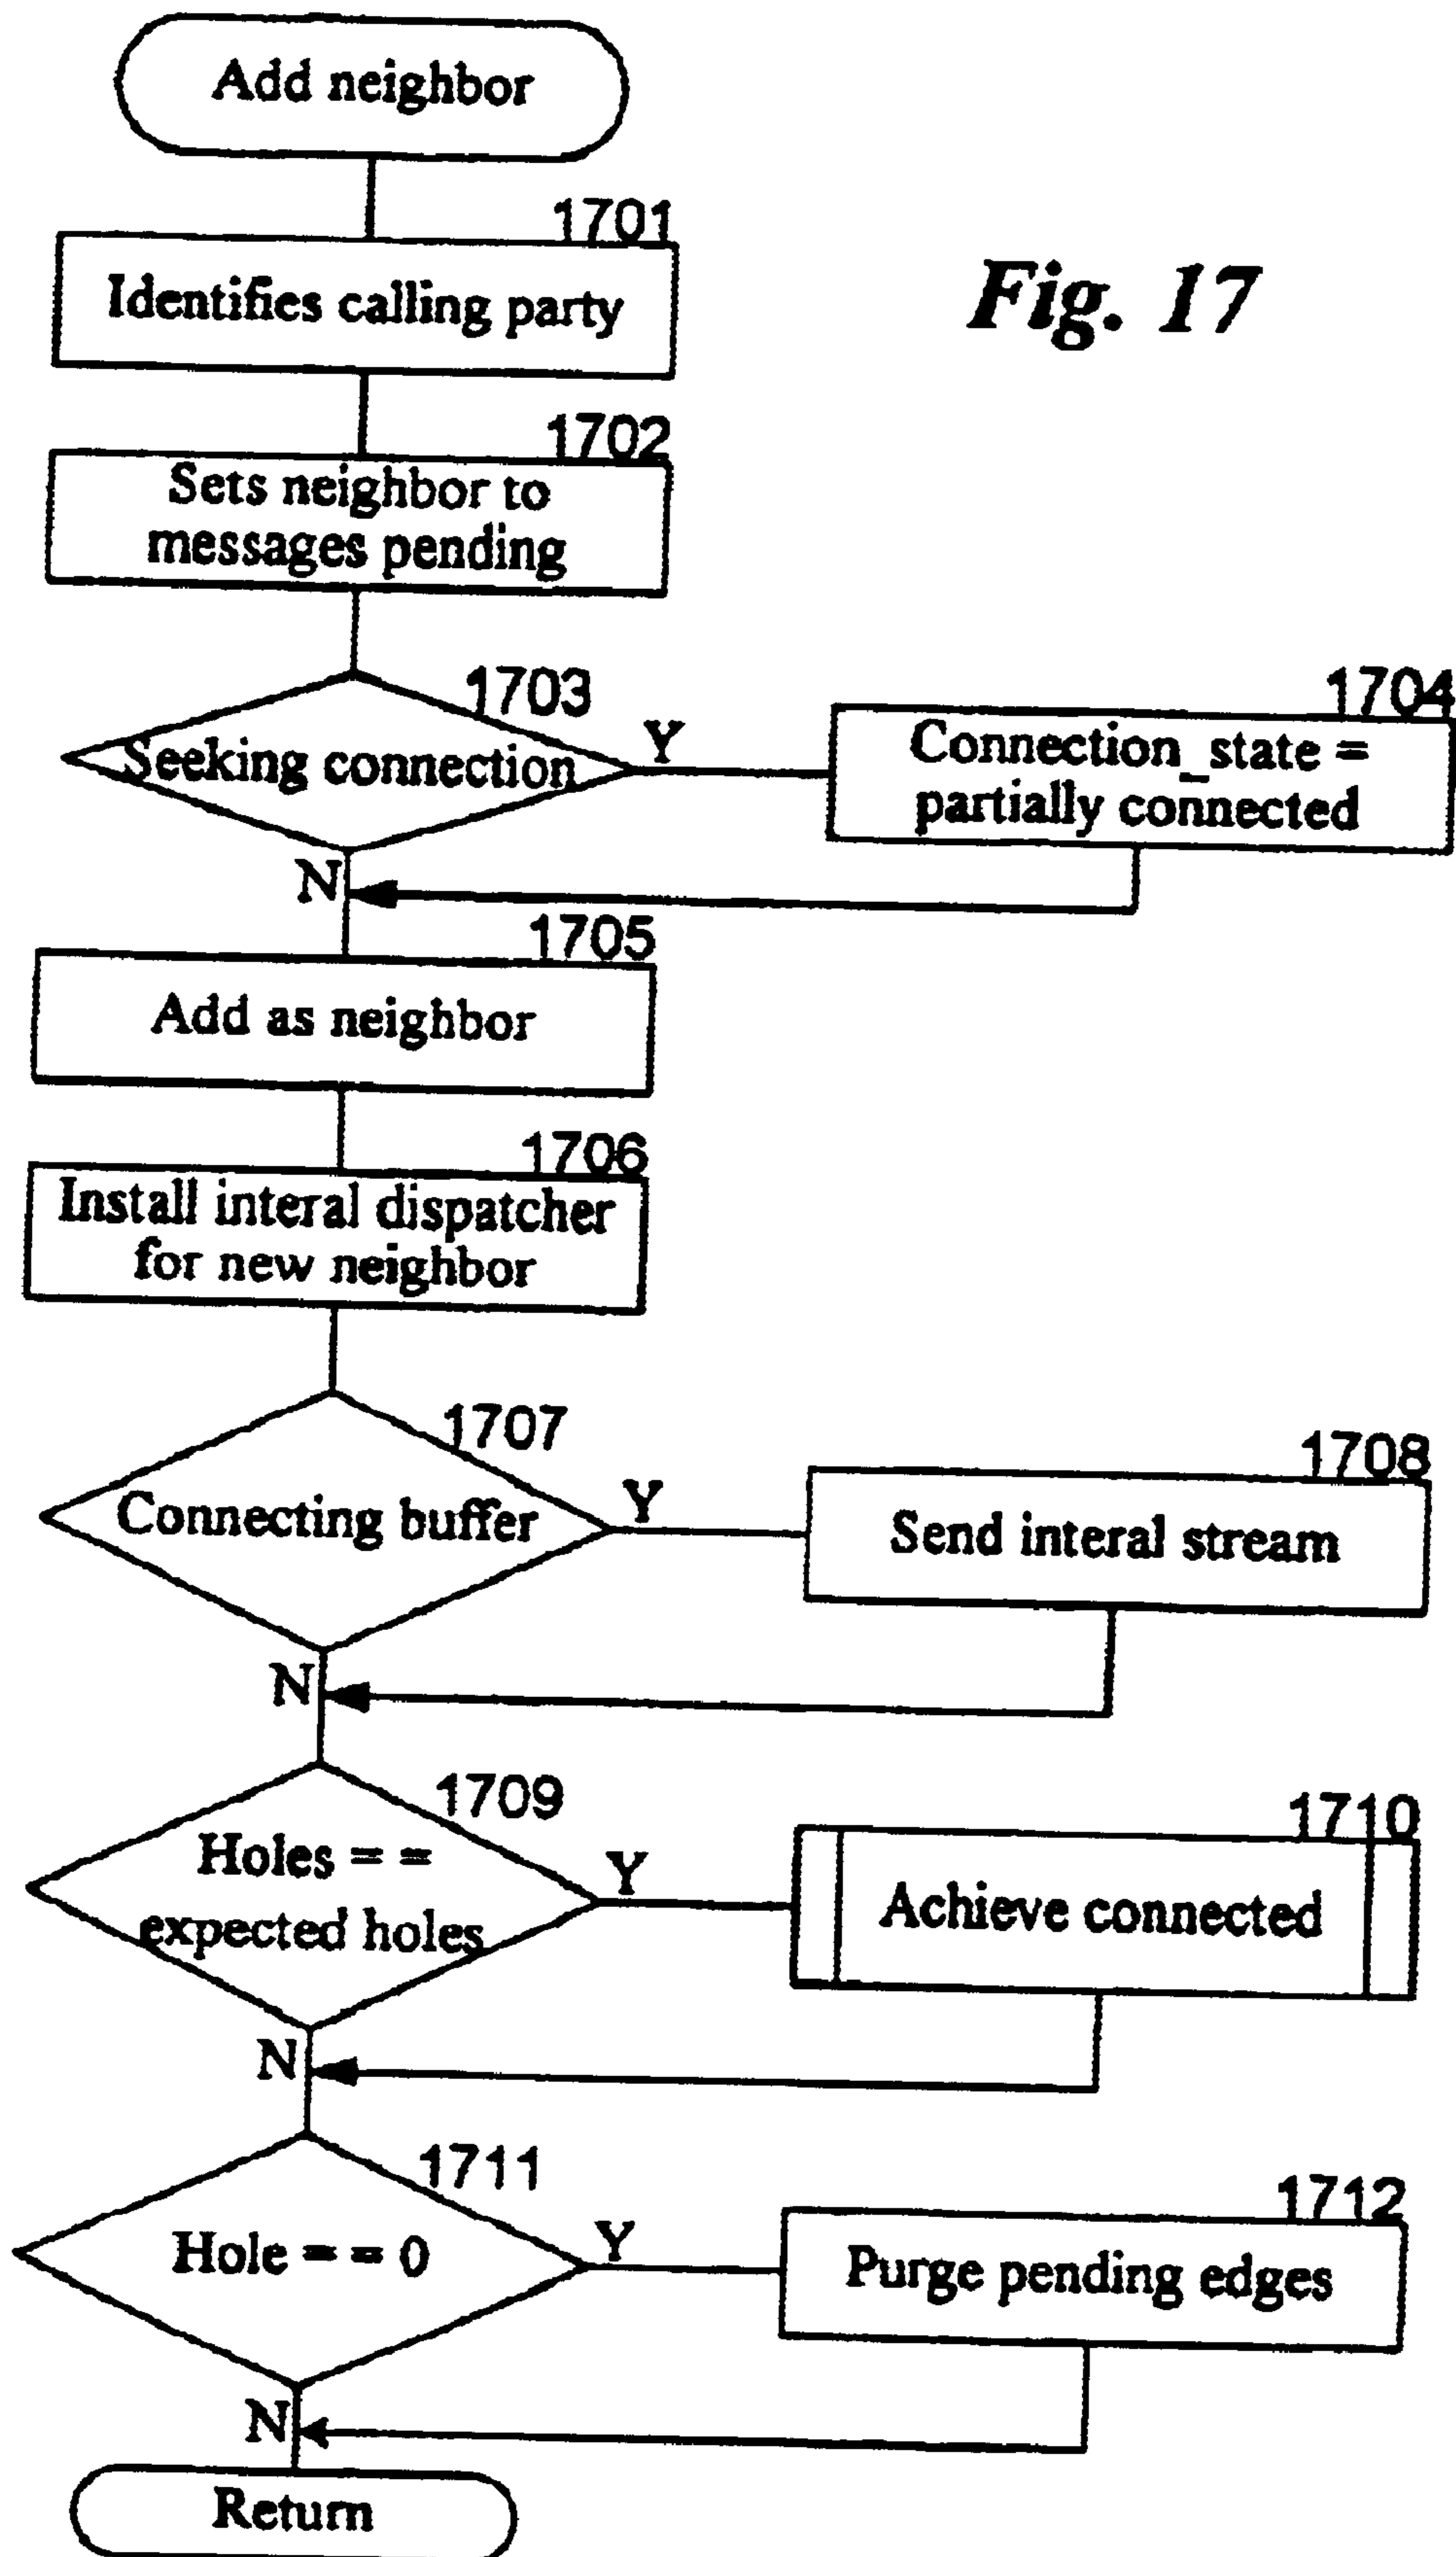 Add neighbor
1701
Identifies calling party
Fig. 17
1702
Sets neighbor to
messages pending
1703
Seeking connection
Y
1704
Connection_state =
partially connected
N
1705
Add as neighbor
1706
Install interal dispatcher
for new neighbor
1707
Connecting buffer
Y
1708
Send interal stream
N
1709
Holes = =
expected holes
Y
1710
Achieve connected
N
1711
Hole = = 0
Y
1712
Purge pending edges
N
Return